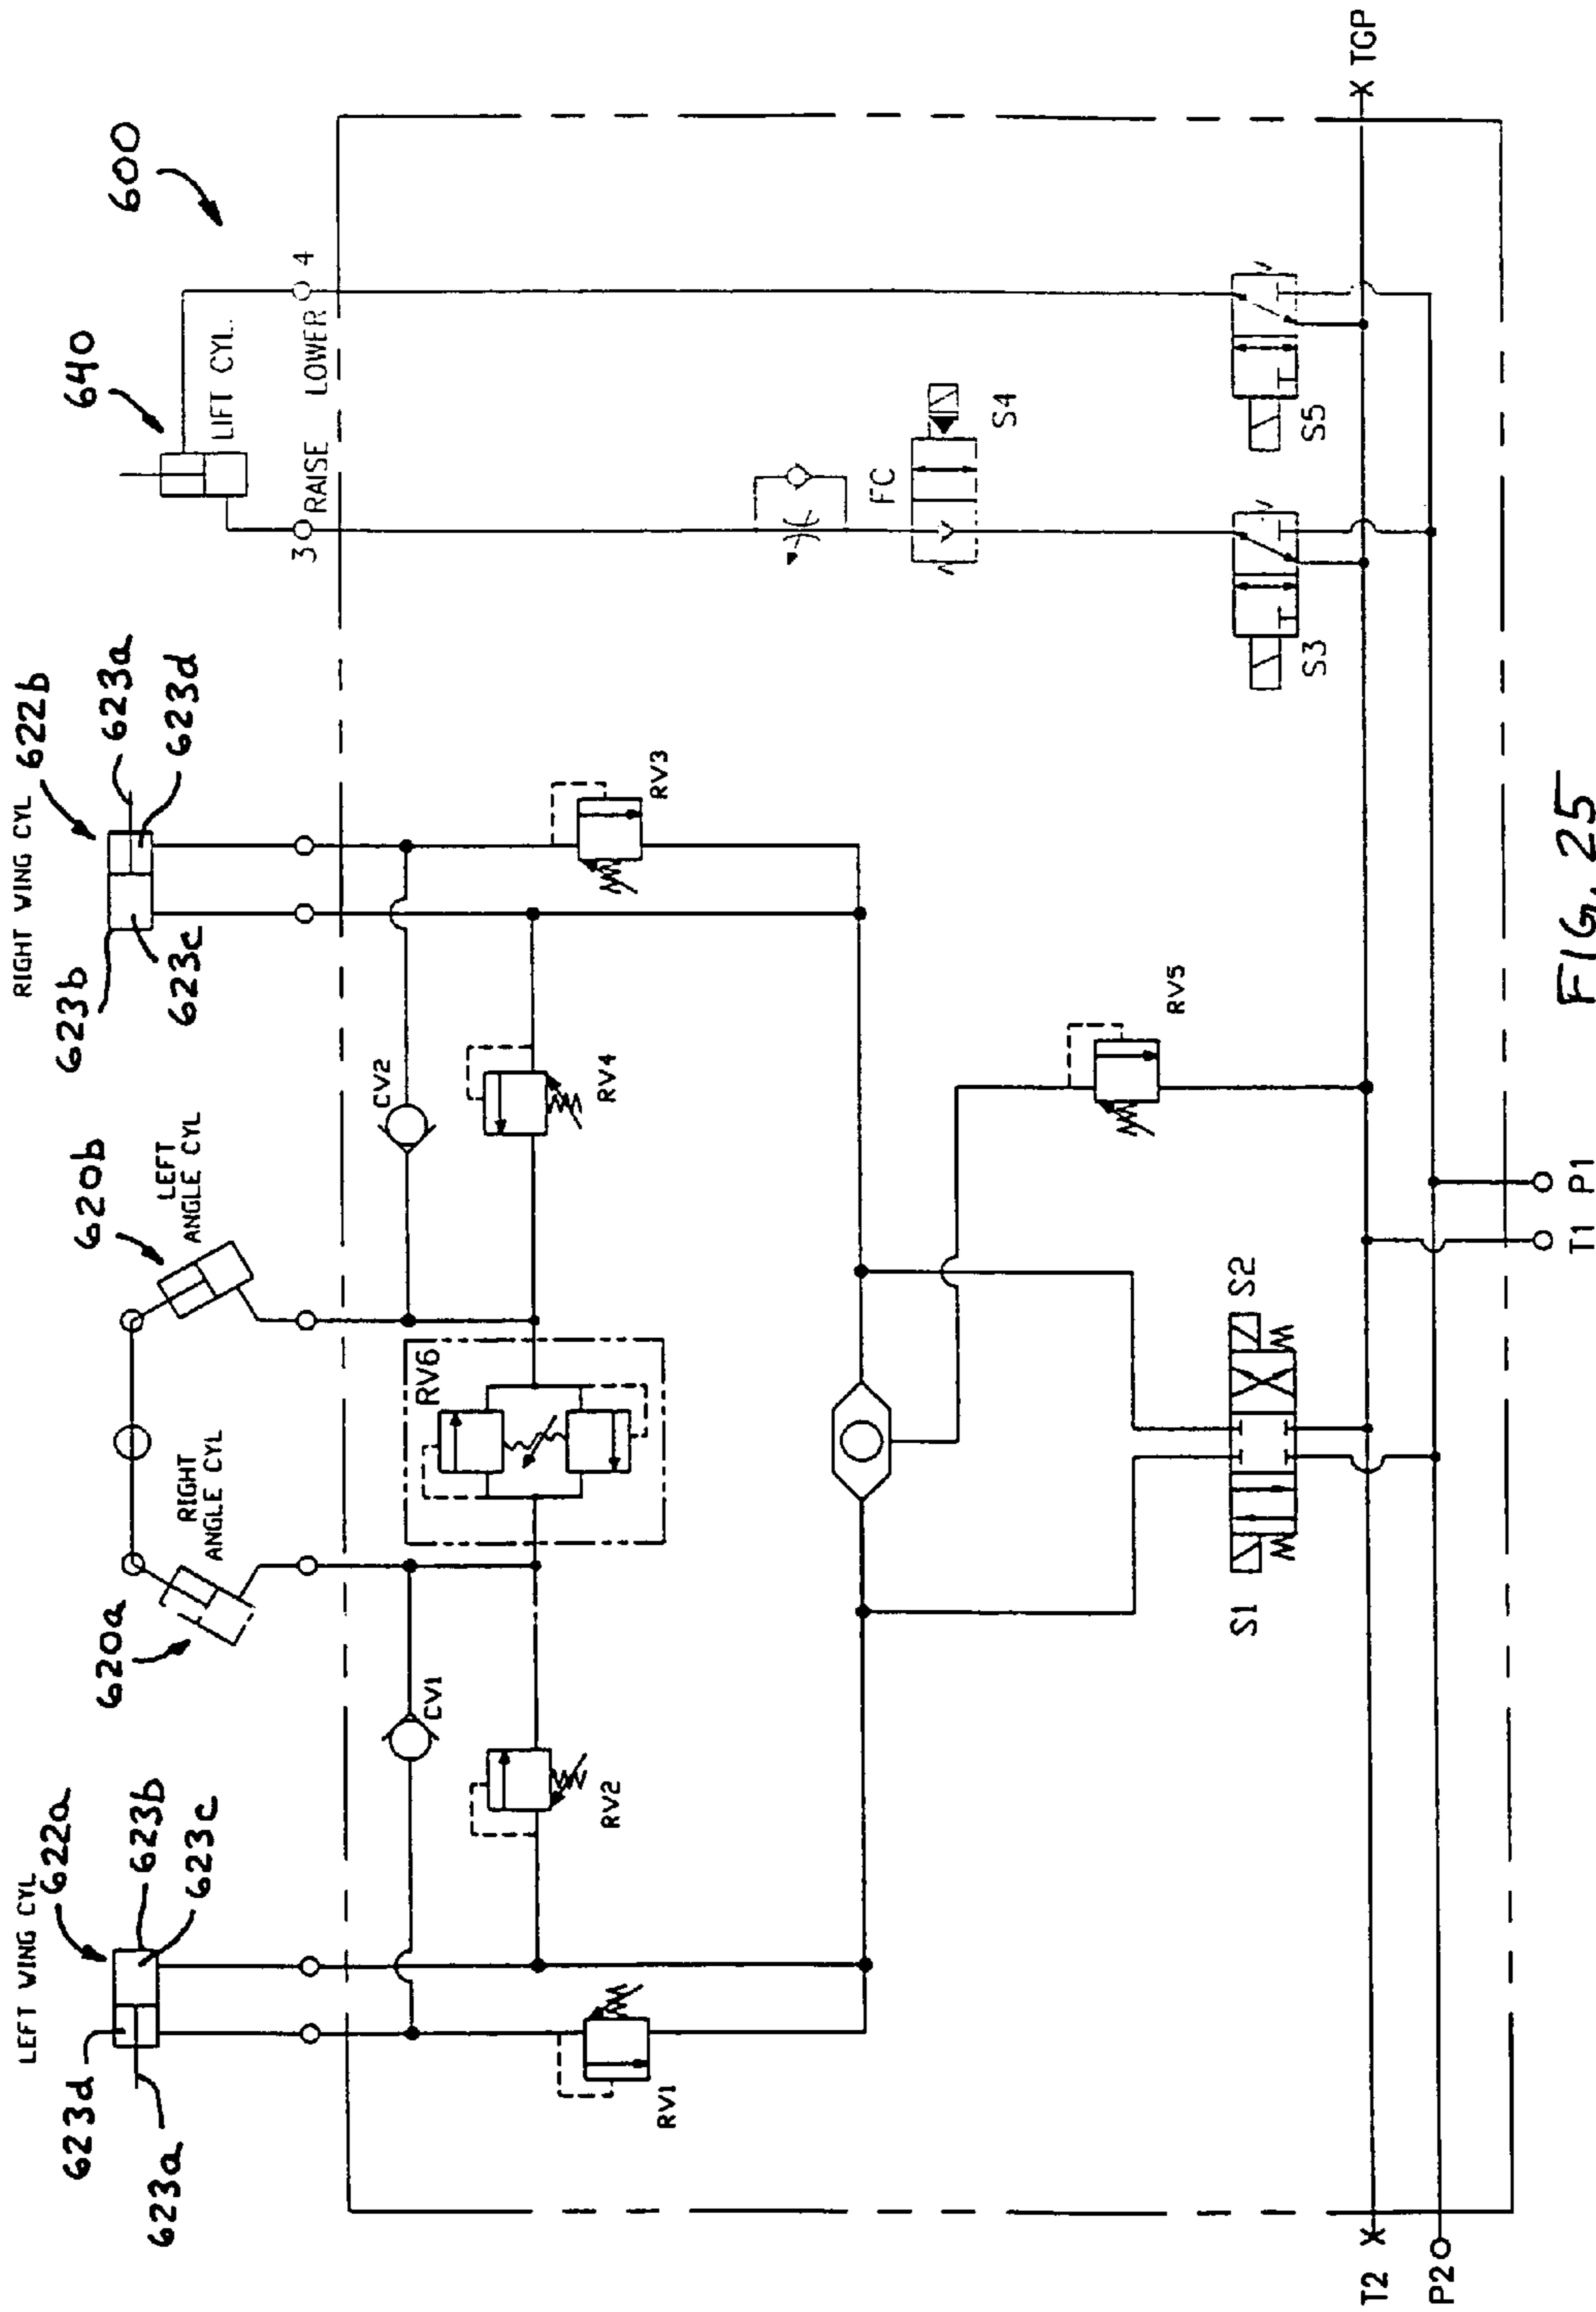 600
640
LIFT CYL.
3
RAISE
LOWER
4
RIGHT WING CYL
622b
623a
623d
623b
623c
620b
LEFT
ANGLE CYL
620a
RIGHT
ANGLE CYL
LEFT WING CYL
622a
623b
623c
623d
623a
CV1
CV2
RV1
RV2
RV3
RV4
RV5
RV6
FC
S4
S3
S5
S1
S2
TGP
T2
P2
T1
P1
FIG. 25